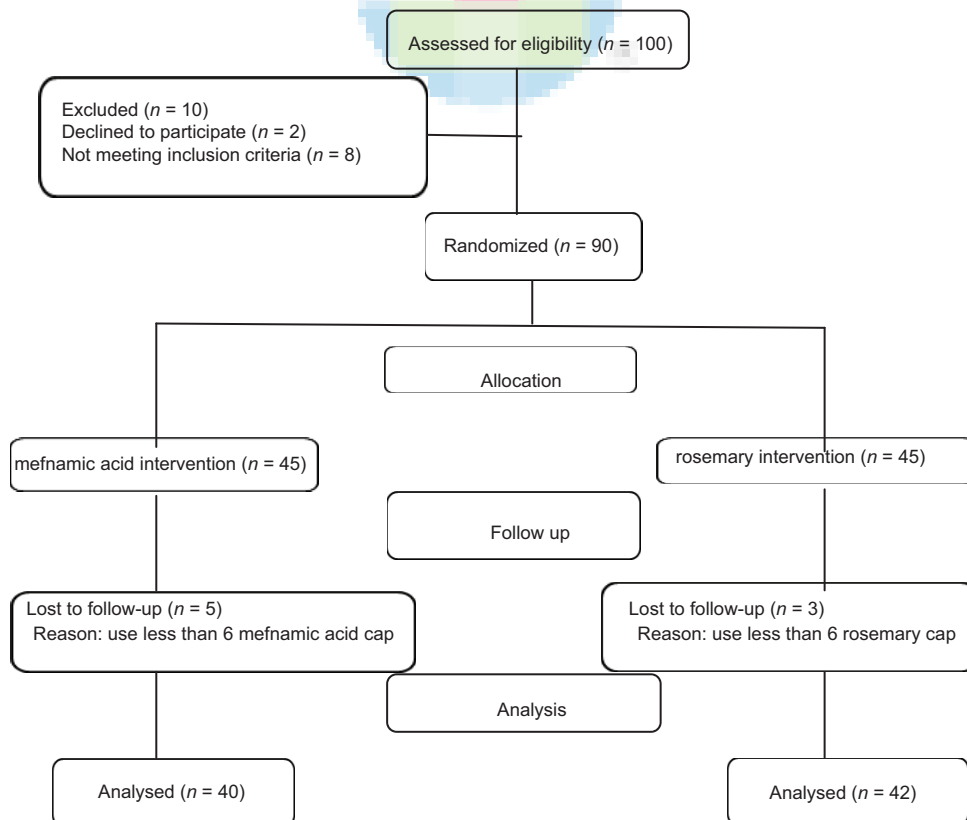 Assessed for eligibility (n = 100)
Excluded (n = 10)
Declined to participate (n = 2)
Not meeting inclusion criteria (n = 8)
Randomized (n = 90)
Allocation
mefnamic acid intervention (n = 45)
rosemary intervention (n = 45)
Follow up
Lost to follow-up (n = 5)
Reason: use less than 6 mefnamic acid cap
Lost to follow-up (n = 3)
Reason: use less than 6 rosemary cap
Analysis
Analysed (n = 40)
Analysed (n = 42)